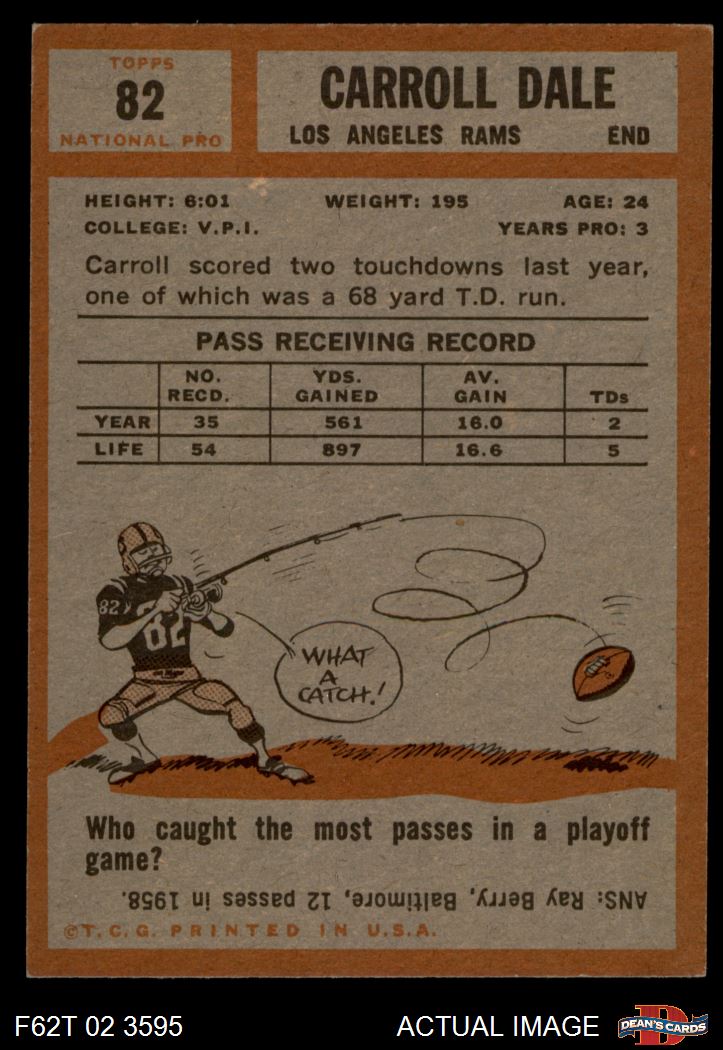 TOPPS
82
NATIONAL PRO
CARROLL DALE
LOS ANGELES RAMS END
HEIGHT: 6:01 WEIGHT: 195 AGE: 24
COLLEGE: V.P.I. YEARS PRO: 3
Carroll scored two touchdowns last year,
one of which was a 68 yard T.D. run.
PASS RECEIVING RECORD
NO. RECD. YDS. GAINED AV. GAIN TDs
YEAR 35 561 16.0 2
LIFE 54 897 16.6 5
82
82
WHAT
A
CATCH!
Who caught the most passes in a playoff
game?
ANS: Ray Berry, Baltimore, 12 passes in 1958.
©T.C.G. PRINTED IN U.S.A.
F62T 02 3595 ACTUAL IMAGE
D
DEAN'S CARDS